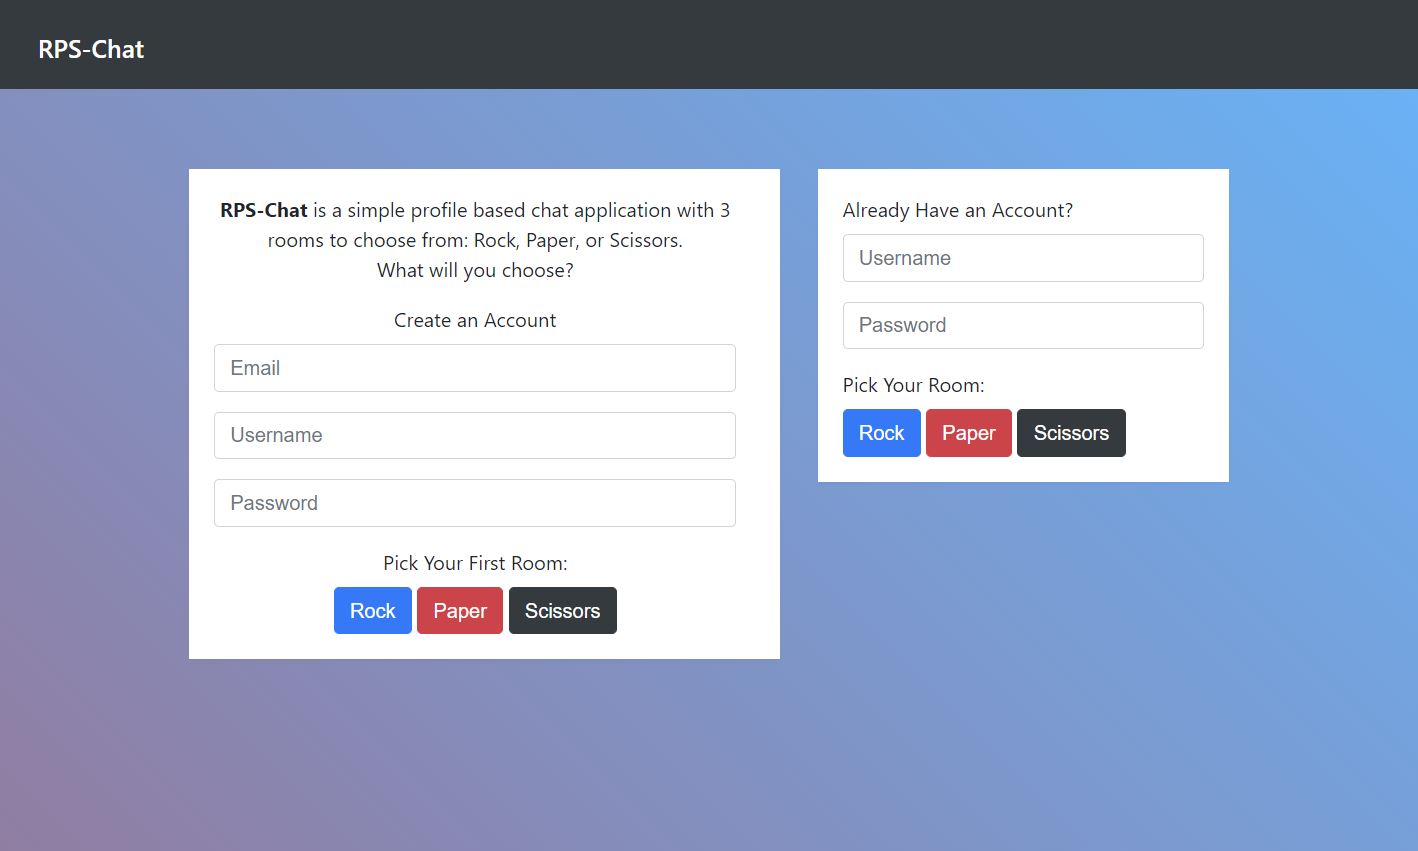 RPS-Chat
RPS-Chat is a simple profile based chat application with 3
rooms to choose from: Rock, Paper, or Scissors.
What will you choose?
Create an Account
Email
Username
Password
Pick Your First Room:
Rock Paper Scissors
Already Have an Account?
Username
Password
Pick Your Room:
Rock Paper Scissors